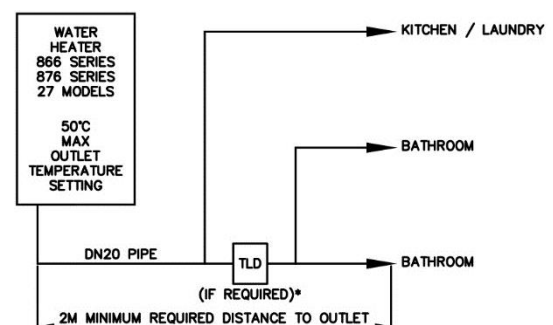 WATER
HEATER
866 SERIES
876 SERIES
27 MODELS
50°C
MAX
OUTLET
TEMPERATURE
SETTING
KITCHEN / LAUNDRY
BATHROOM
DN20 PIPE
TLD
BATHROOM
(IF REQUIRED)*
2M MINIMUM REQUIRED DISTANCE TO OUTLET